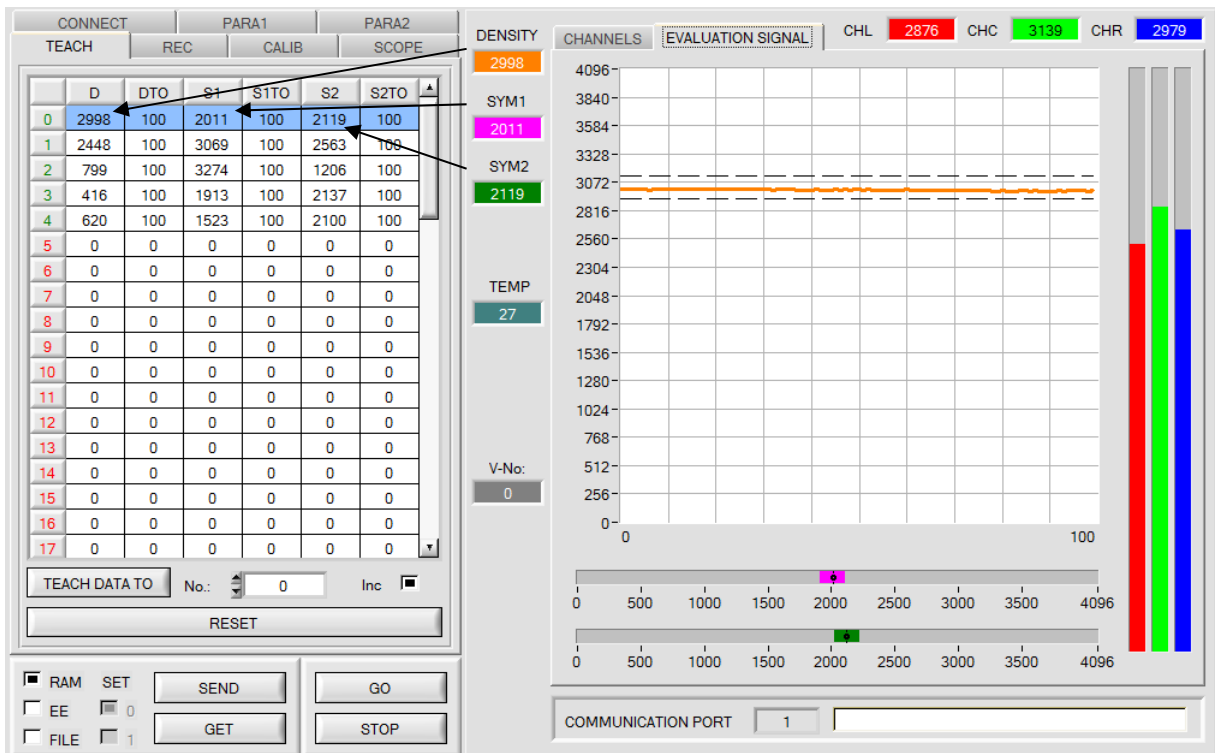 CONNECT PARA1 PARA2
TEACH REC CALIB SCOPE
D DTO S1 S1TO S2 S2TO
0 2998 100 2011 100 2119 100
1 2448 100 3069 100 2563 100
2 799 100 3274 100 1206 100
3 416 100 1913 100 2137 100
4 620 100 1523 100 2100 100
5 0 0 0 0 0 0
6 0 0 0 0 0 0
7 0 0 0 0 0 0
8 0 0 0 0 0 0
9 0 0 0 0 0 0
10 0 0 0 0 0 0
11 0 0 0 0 0 0
12 0 0 0 0 0 0
13 0 0 0 0 0 0
14 0 0 0 0 0 0
15 0 0 0 0 0 0
16 0 0 0 0 0 0
17 0 0 0 0 0 0
TEACH DATA TO No.: 0 Inc
RESET
RAM SET SEND GO
EE 0
FILE 1 GET STOP
DENSITY
2998
SYM1
2011
SYM2
2119
TEMP
27
V-No:
0
CHANNELS EVALUATION SIGNAL CHL 2876 CHC 3139 CHR 2979
4096
3840
3584
3328
3072
2816
2560
2304
2048
1792
1536
1280
1024
768
512
256
0
0 100
0 500 1000 1500 2000 2500 3000 3500 4096
0 500 1000 1500 2000 2500 3000 3500 4096
COMMUNICATION PORT 1